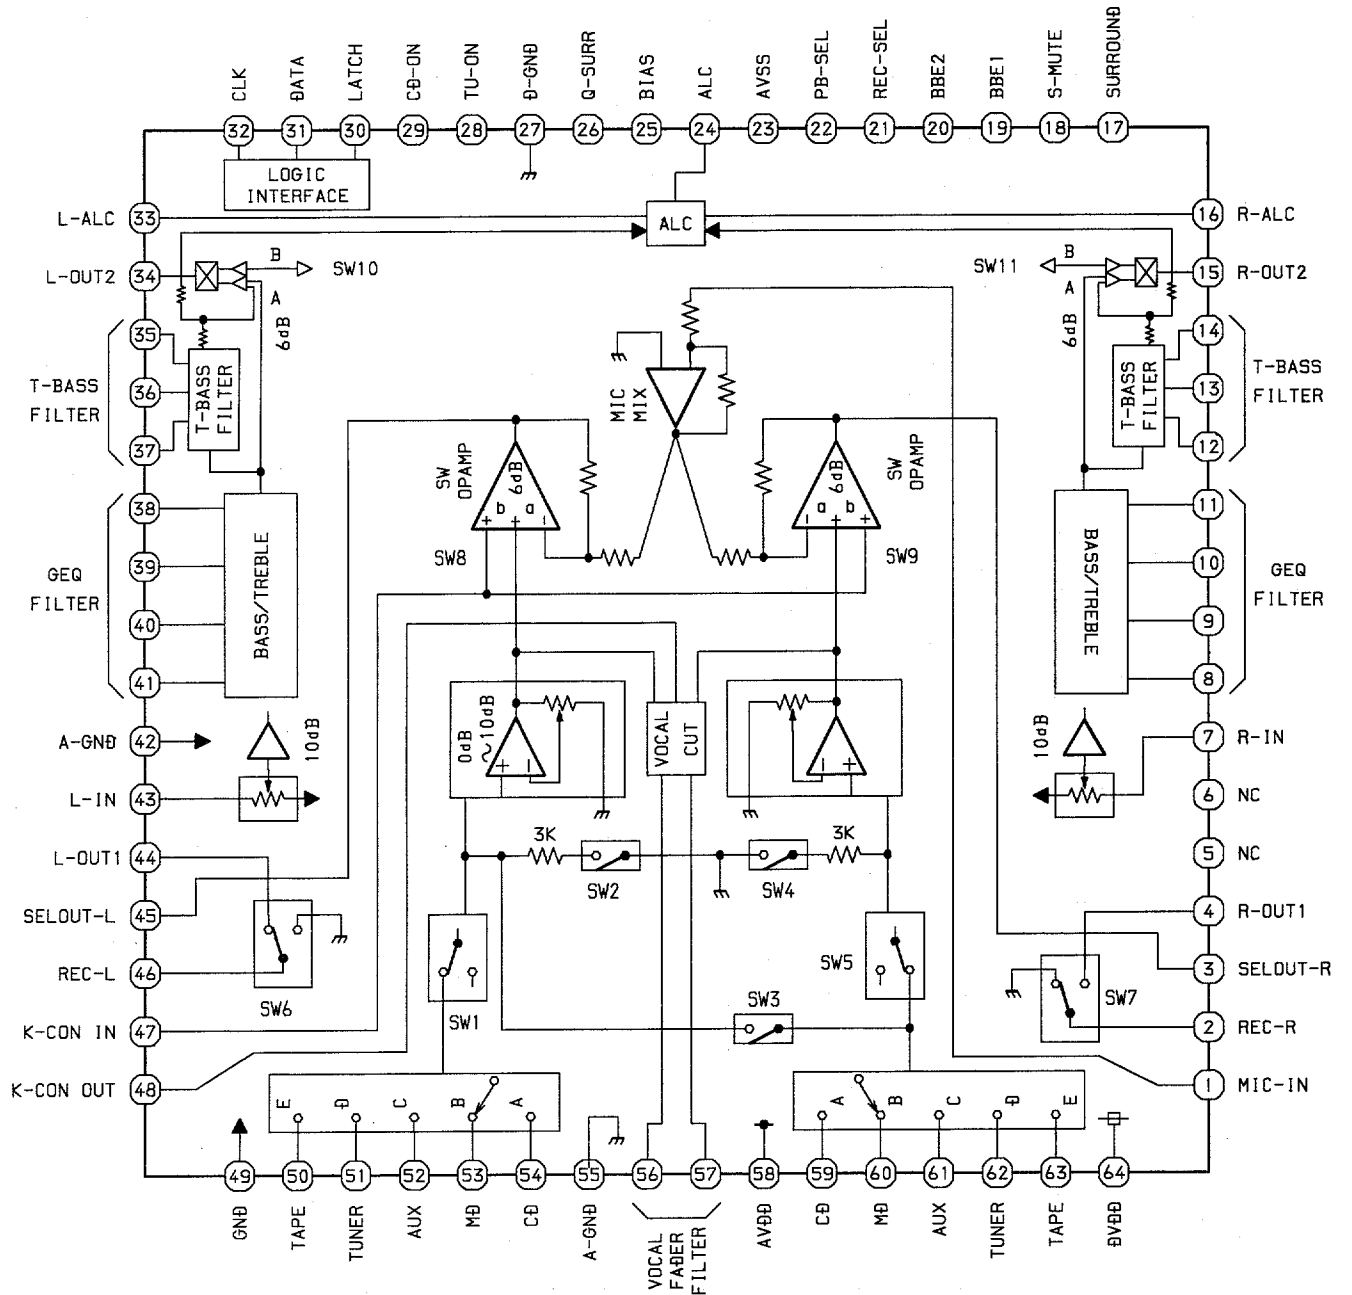 CLK
DATA
LATCH
CD-ON
TU-ON
D-GND
Q-SURR
BIAS
ALC
AVSS
PB-SEL
REC-SEL
BBE2
BBE1
S-MUTE
SURROUND
32
31
30
29
28
27
26
25
24
23
22
21
20
19
18
17
LOGIC
INTERFACE
L-ALC
33
ALC
16
R-ALC
L-OUT2
34
B
SW10
A
6dB
SW11
B
A
6dB
15
R-OUT2
T-BASS
FILTER
35
36
37
T-BASS
FILTER
MIC
MIX
T-BASS
FILTER
14
13
12
T-BASS
FILTER
SW
OPAMP
6dB
b
a
+
+
-
SW8
SW
OPAMP
6dB
a
b
-
+
+
SW9
GEQ
FILTER
38
39
40
41
BASS/TREBLE
BASS/TREBLE
11
10
9
8
GEQ
FILTER
A-GND
42
10dB
0dB
~10dB
+
-
VOCAL
CUT
-
+
10dB
7
R-IN
L-IN
43
6
NC
L-OUT1
44
3K
SW2
SW4
3K
5
NC
SELOUT-L
45
4
R-OUT1
REC-L
46
SW6
SW1
SW5
SW3
SW7
3
SELOUT-R
K-CON IN
47
2
REC-R
K-CON OUT
48
1
MIC-IN
E
D
C
B
A
A
B
C
D
E
49
50
51
52
53
54
55
56
57
58
59
60
61
62
63
64
GND
TAPE
TUNER
AUX
MD
CD
A-GND
VOCAL
FADER
FILTER
AVDD
CD
MD
AUX
TUNER
TAPE
DVDD